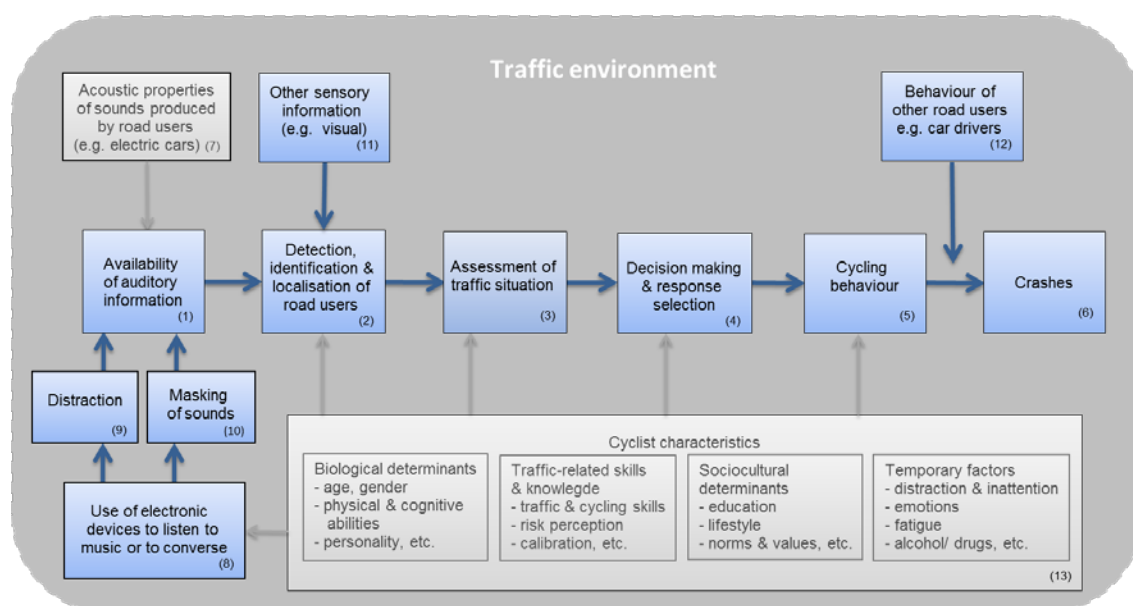 Traffic environment
Acoustic properties
of sounds produced
by road users
(e.g. electric cars) (7)
Other sensory
information
(e.g. visual)
(11)
Behaviour of
other road users
e.g. car drivers
(12)
Availability
of auditory
information
(1)
Detection,
identification &
localisation of
road users
(2)
Assessment of
traffic situation
(3)
Decision making
& response
selection
(4)
Cycling
behaviour
(5)
Crashes
(6)
Distraction
(9)
Masking
of sounds
(10)
Use of electronic
devices to listen to
music or to converse
(8)
Cyclist characteristics
Biological determinants
- age, gender
- physical & cognitive
abilities
- personality, etc.
Traffic-related skills
& knowlegde
- traffic & cycling skills
- risk perception
- calibration, etc.
Sociocultural
determinants
- education
- lifestyle
- norms & values, etc.
Temporary factors
- distraction & inattention
- emotions
- fatigue
- alcohol/ drugs, etc.
(13)